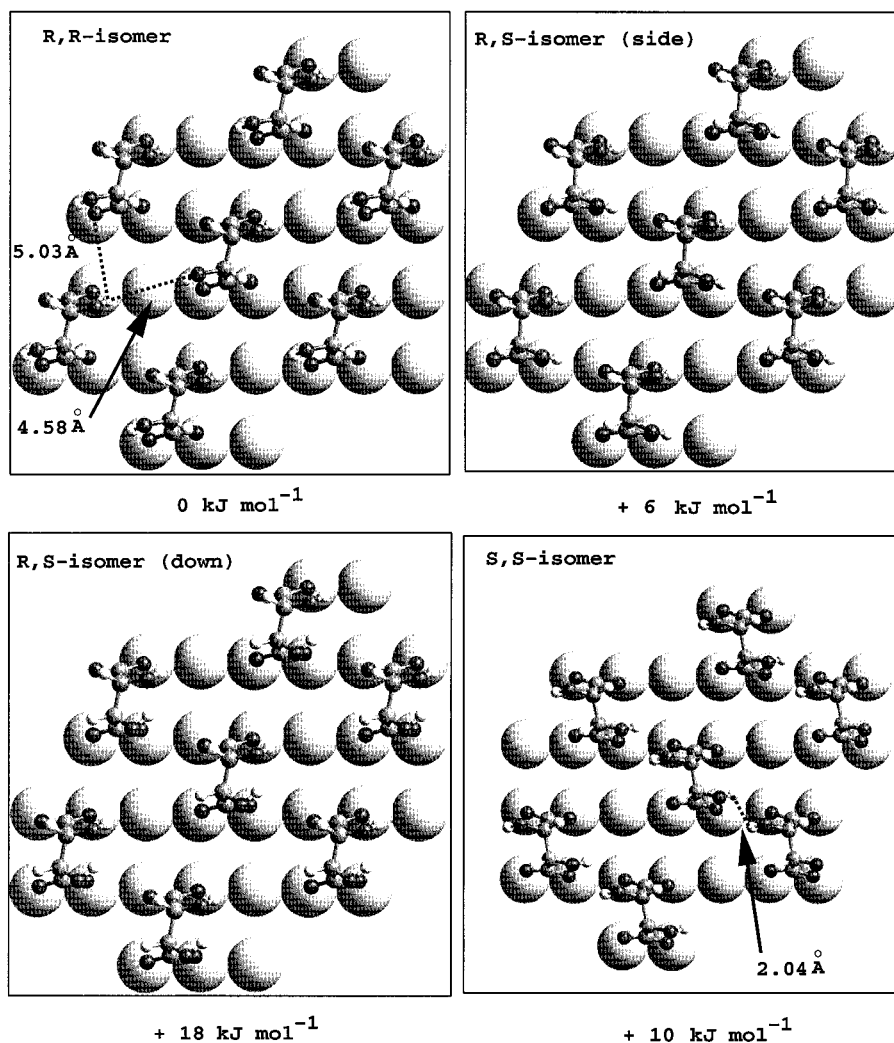 R,R-isomer
5.03Å
4.58Å
0 kJ mol⁻¹
R,S-isomer (side)
+ 6 kJ mol⁻¹
R,S-isomer (down)
+ 18 kJ mol⁻¹
S,S-isomer
2.04Å
+ 10 kJ mol⁻¹